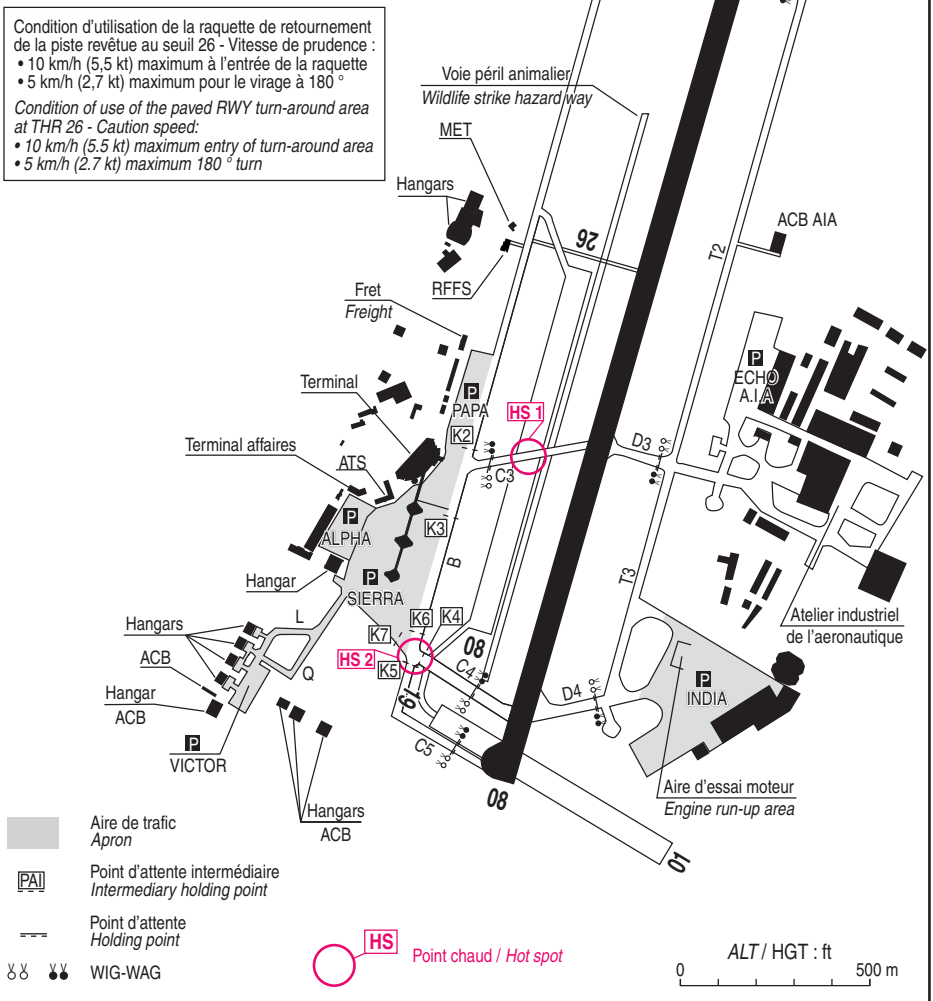 Condition d'utilisation de la raquette de retournement
de la piste revêtue au seuil 26 - Vitesse de prudence :
• 10 km/h (5,5 kt) maximum à l'entrée de la raquette
• 5 km/h (2,7 kt) maximum pour le virage à 180 °
Condition of use of the paved RWY turn-around area
at THR 26 - Caution speed:
• 10 km/h (5.5 kt) maximum entry of turn-around area
• 5 km/h (2.7 kt) maximum 180 ° turn
Voie péril animalier
Wildlife strike hazard way
MET
Hangars
ACB AIA
26
T2
RFFS
Fret
Freight
P
ECHO
A.I.A
Terminal
P
PAPA
HS 1
K2
D3
Terminal affaires
ATS
C3
P
ALPHA
K3
B
Hangar
P
SIERRA
T3
Atelier industriel
de l'aeronautique
L
K6
K4
Hangars
K7
08
ACB
HS 2
K5
C4
Q
P
INDIA
Hangar
ACB
19
D4
C5
P
VICTOR
08
Aire d'essai moteur
Engine run-up area
Hangars
ACB
01
Aire de trafic
Apron
PAI
Point d'attente intermédiaire
Intermediary holding point
Point d'attente
Holding point
WIG-WAG
HS
Point chaud / Hot spot
ALT / HGT : ft
0
500 m